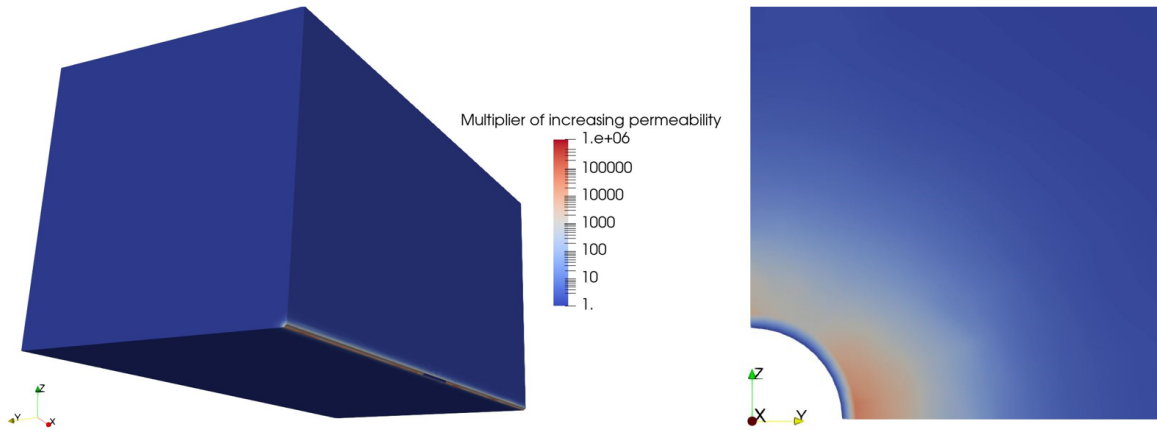 Multiplier of increasing permeability
1.e+06
100000
10000
1000
100
10
1.
Z
Y
X
Z
X
Y